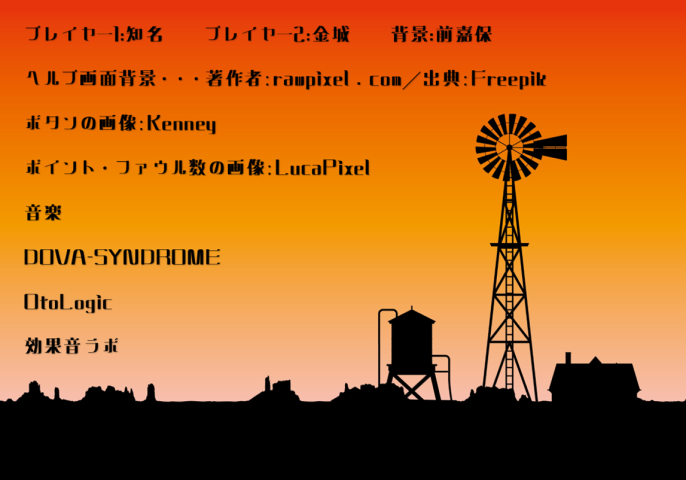 プレイヤー1:知名　　プレイヤー2:金城　　背景:前嘉保
ヘルプ画面背景・・・著作者:rawpixel.com／出典:Freepik
ボタンの画像:Kenney
ポイント・ファウル数の画像:LucaPixel
音楽
DOVA-SYNDROME
OtoLogic
効果音ラボ